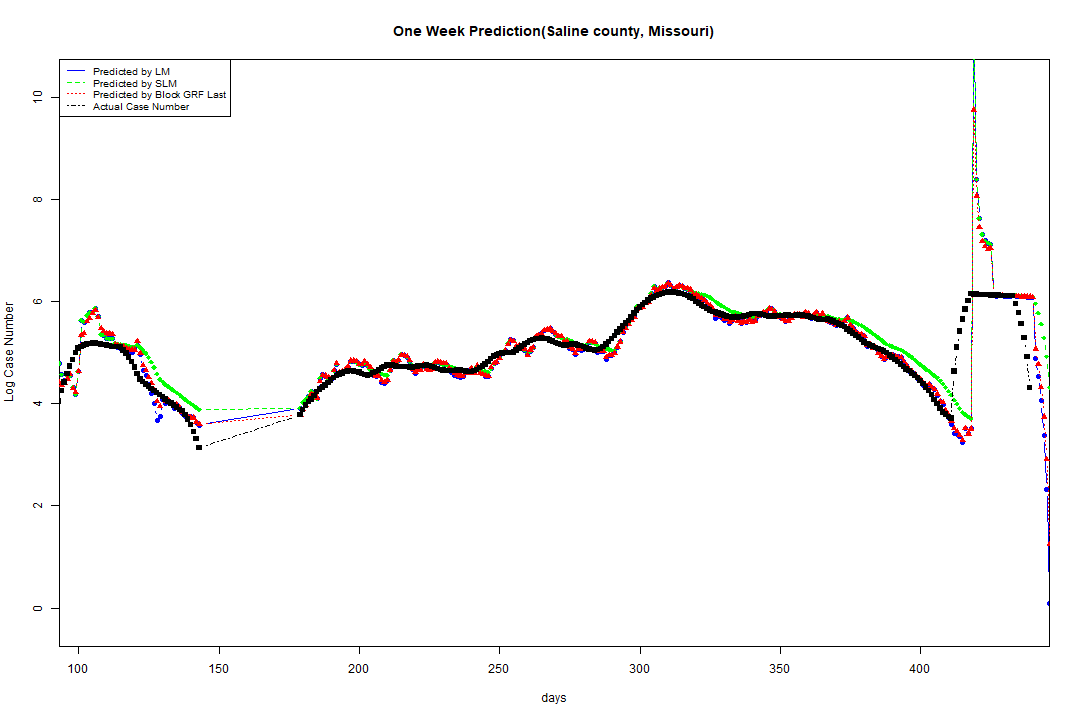 One Week Prediction(Saline county, Missouri)
Predicted by LM
Predicted by SLM
Predicted by Block GRF Last
Actual Case Number
Log Case Number
10
8
6
4
2
0
100 150 200 250 300 350 400
days